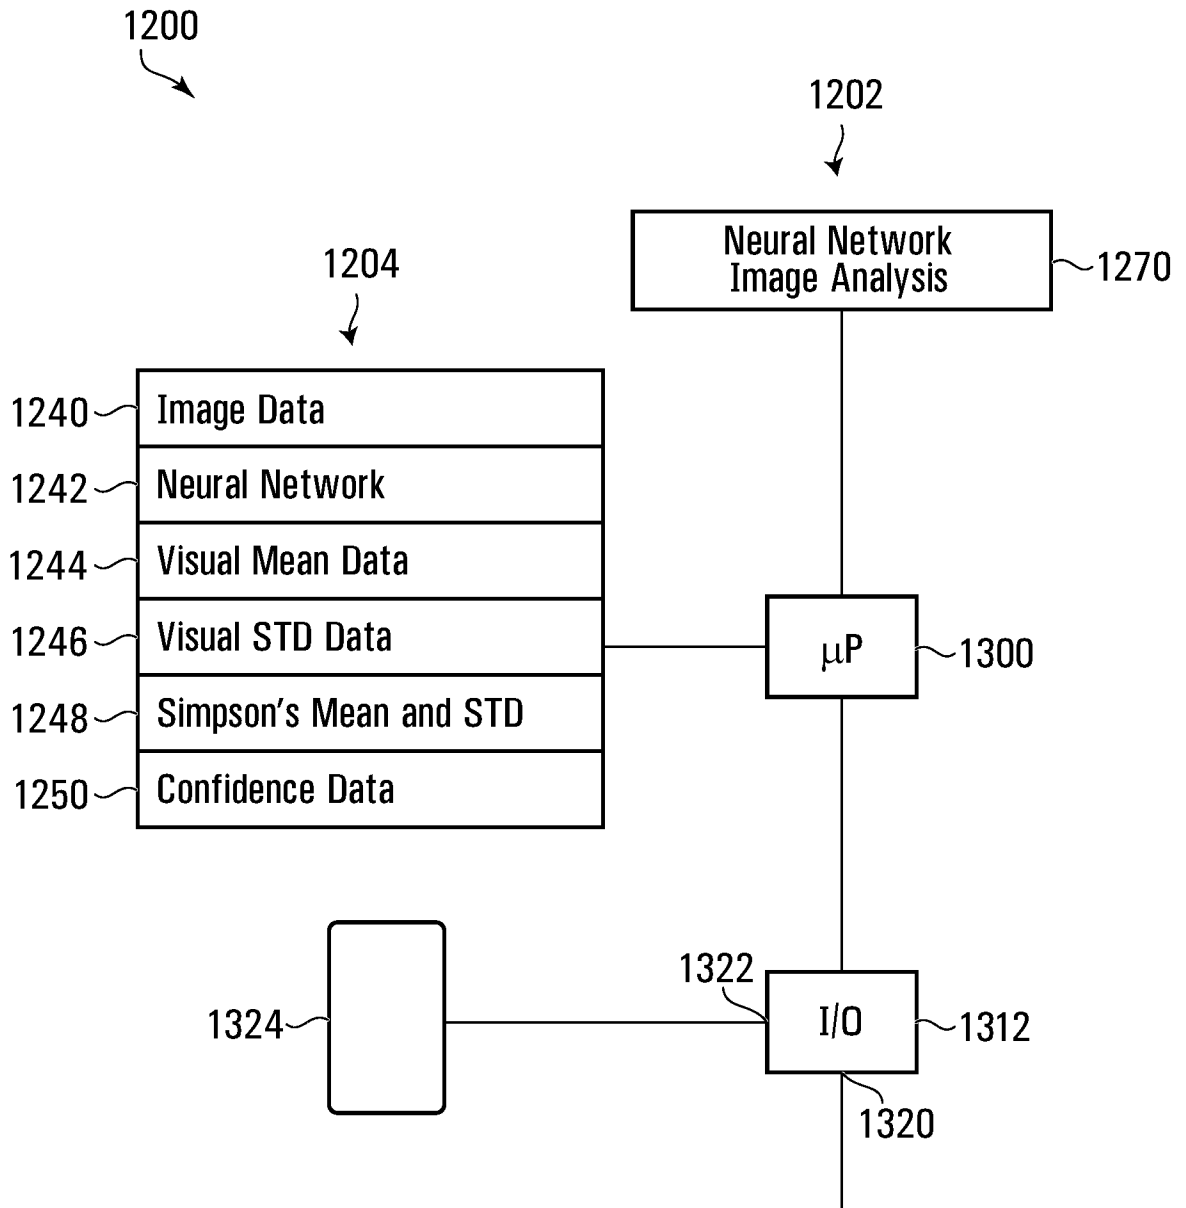 1200
1202
Neural Network
Image Analysis
1270
1204
1240
Image Data
1242
Neural Network
1244
Visual Mean Data
1246
Visual STD Data
μP
1300
1248
Simpson's Mean and STD
1250
Confidence Data
1322
1324
I/O
1312
1320